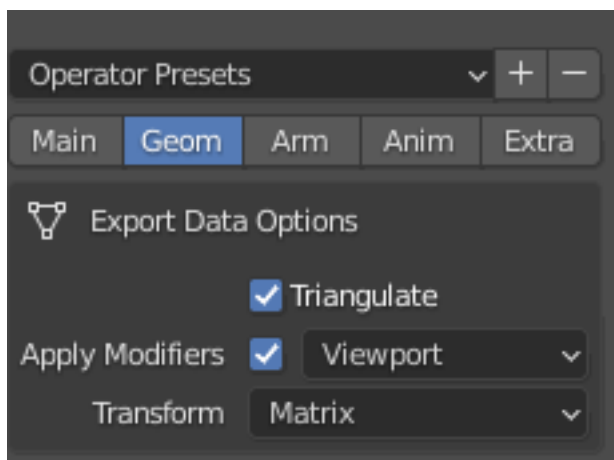 Operator Presets
Main Geom Arm Anim Extra
Export Data Options
Triangulate
Apply Modifiers Viewport
Transform Matrix